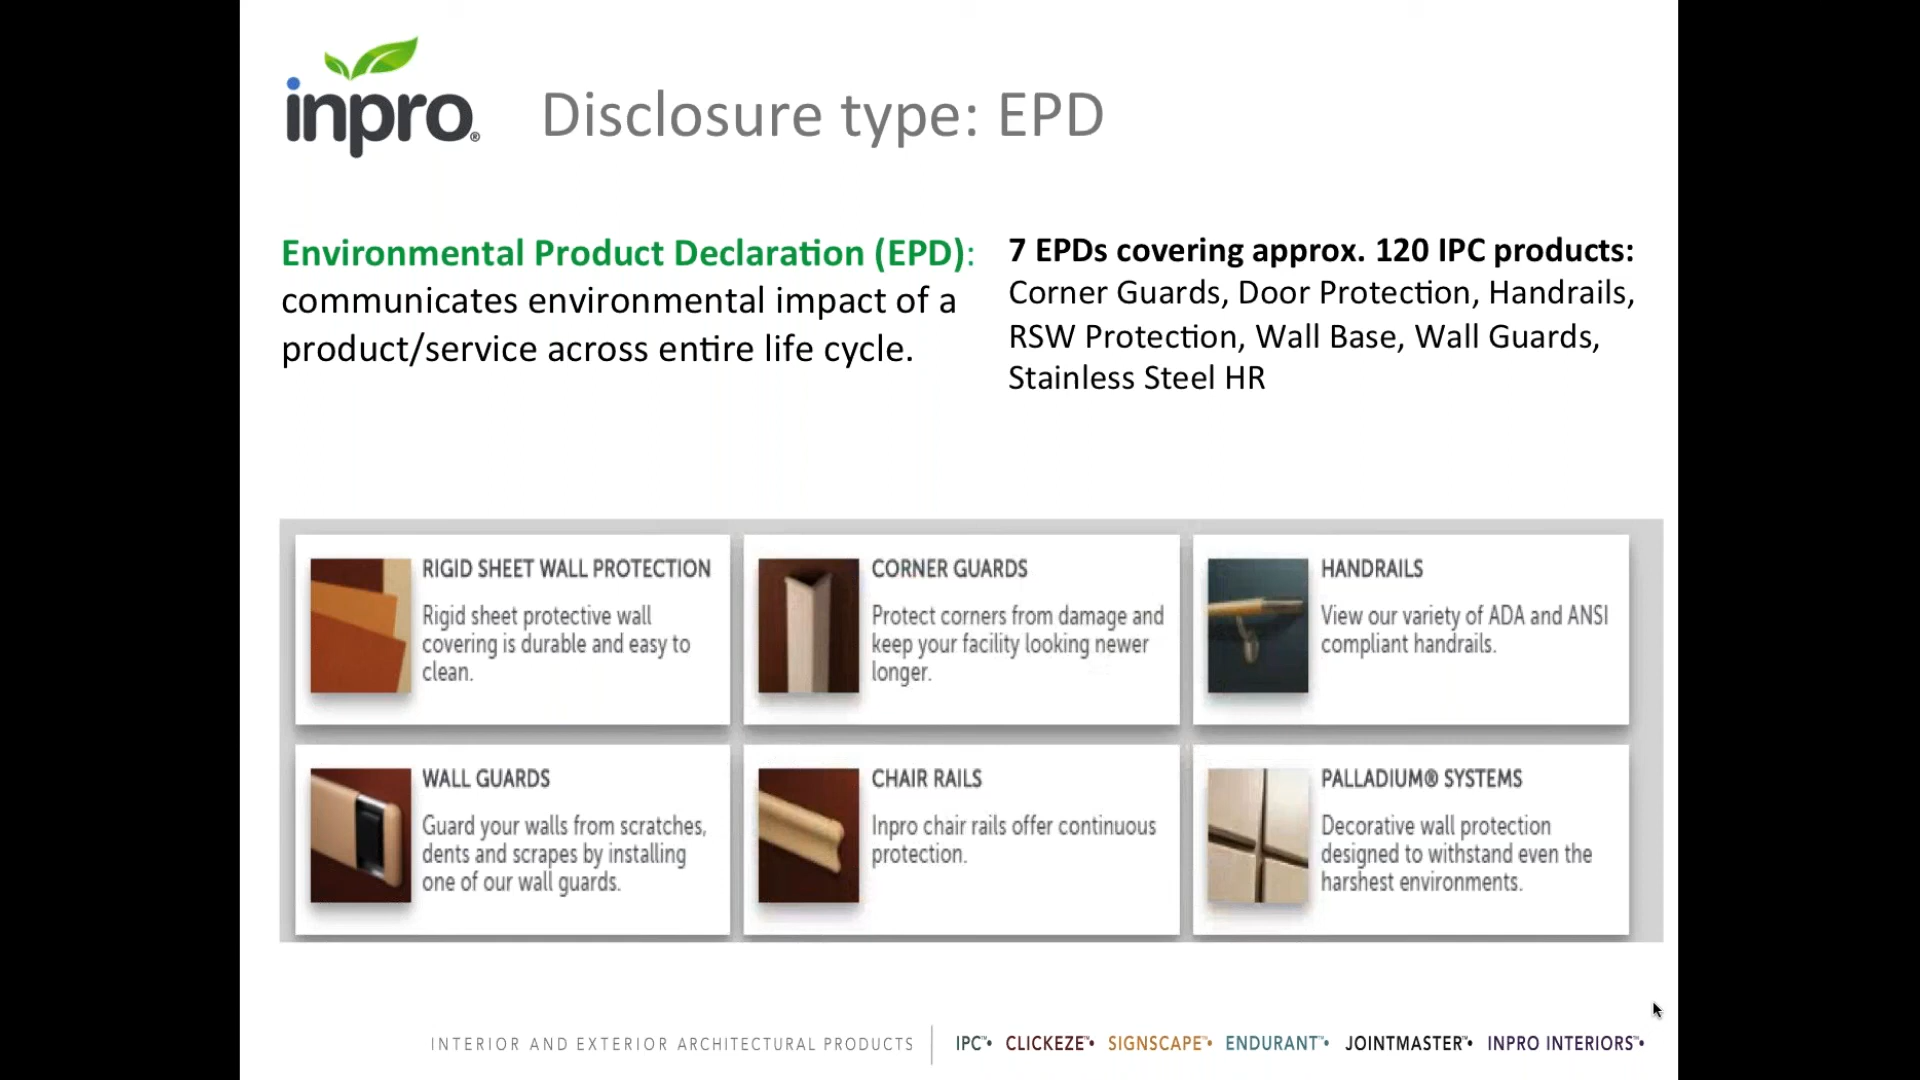 inpro®
Disclosure type: EPD
Environmental Product Declaration (EPD):
communicates environmental impact of a
product/service across entire life cycle.
7 EPDs covering approx. 120 IPC products:
Corner Guards, Door Protection, Handrails,
RSW Protection, Wall Base, Wall Guards,
Stainless Steel HR
RIGID SHEET WALL PROTECTION
Rigid sheet protective wall
covering is durable and easy to
clean.
CORNER GUARDS
Protect corners from damage and
keep your facility looking newer
longer.
HANDRAILS
View our variety of ADA and ANSI
compliant handrails.
WALL GUARDS
Guard your walls from scratches,
dents and scrapes by installing
one of our wall guards.
CHAIR RAILS
Inpro chair rails offer continuous
protection.
PALLADIUM® SYSTEMS
Decorative wall protection
designed to withstand even the
harshest environments.
INTERIOR AND EXTERIOR ARCHITECTURAL PRODUCTS | IPC™• CLICKEZE™• SIGNSCAPE™• ENDURANT™• JOINTMASTER™• INPRO INTERIORS™•